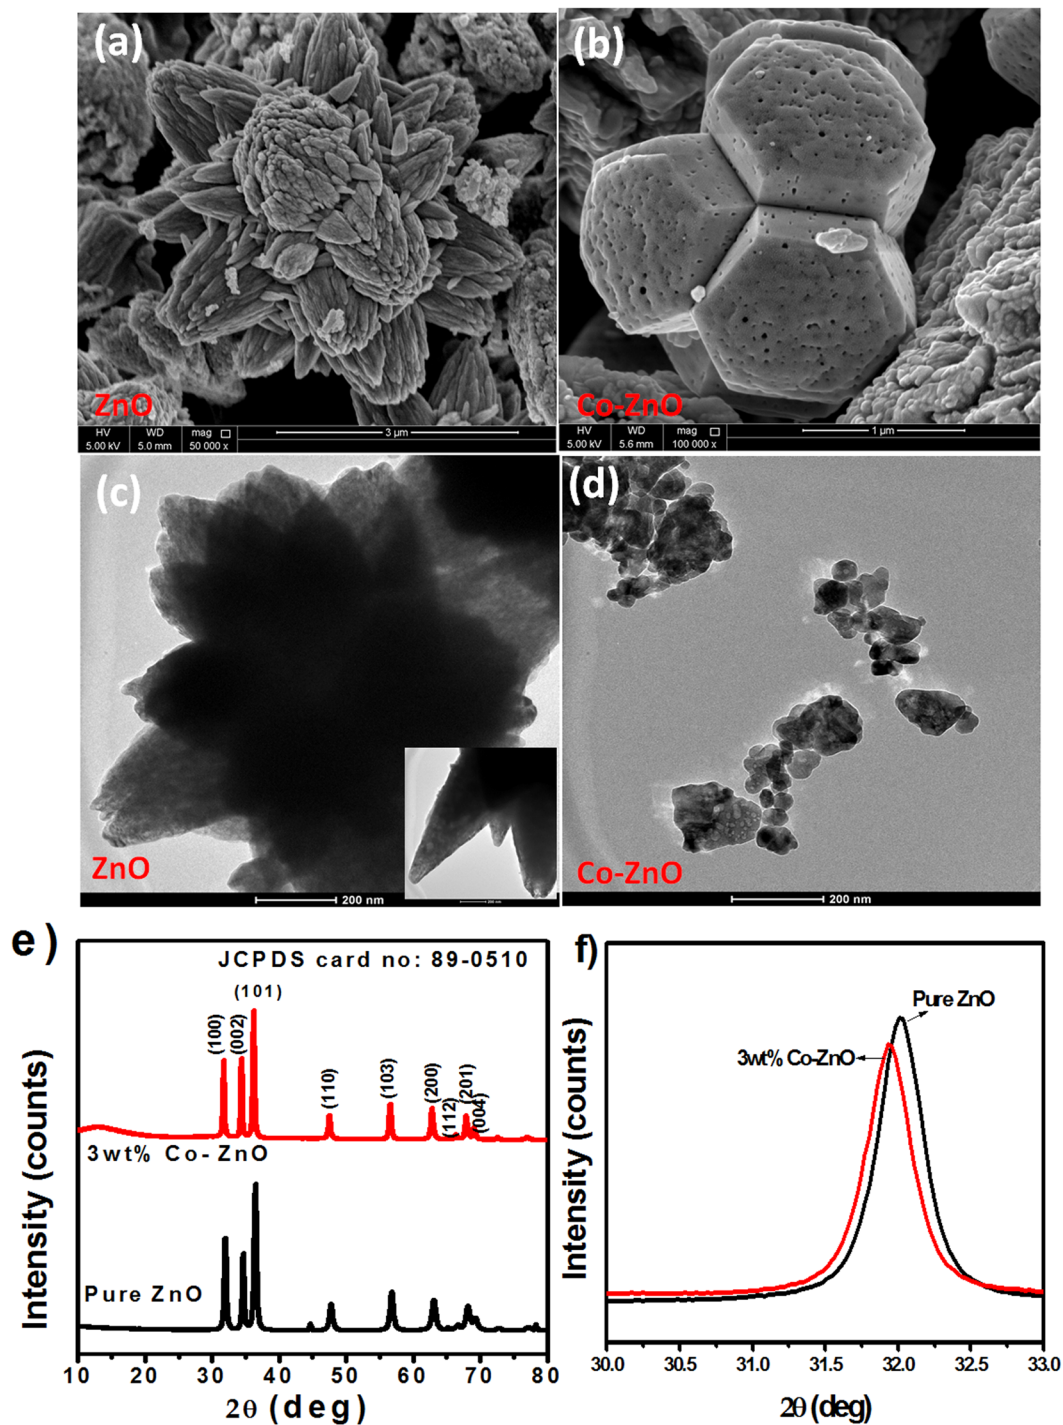 (a)
ZnO
HV WD mag □
5.00 kV 5.0 mm 50 000 x
3 µm
(b)
Co-ZnO
HV WD mag □
5.00 kV 5.6 mm 100 000 x
1 µm
(c)
ZnO
200 nm
(d)
Co-ZnO
200 nm
e)
JCPDS card no: 89-0510
(100)
(002)
(101)
(110)
(103)
(200)
(112)
(201)
(004)
3wt% Co-ZnO
Pure ZnO
Intensity (counts)
10 20 30 40 50 60 70 80
2θ (deg)
f)
Pure ZnO
3wt% Co-ZnO
Intensity (counts)
30.0 30.5 31.0 31.5 32.0 32.5 33.0
2θ (deg)